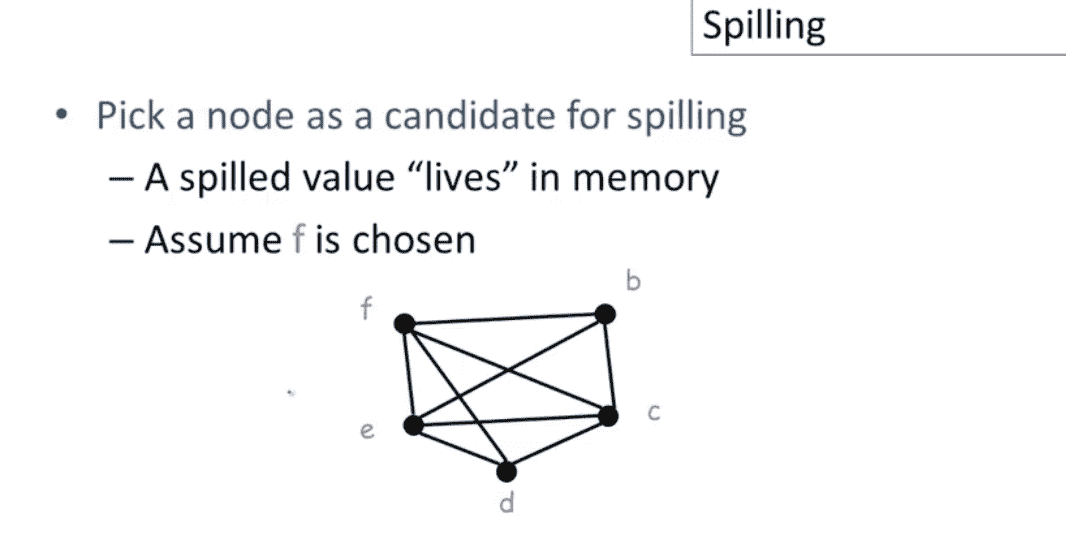 Spilling
• Pick a node as a candidate for spilling
– A spilled value “lives” in memory
– Assume f is chosen
b
f
c
e
d